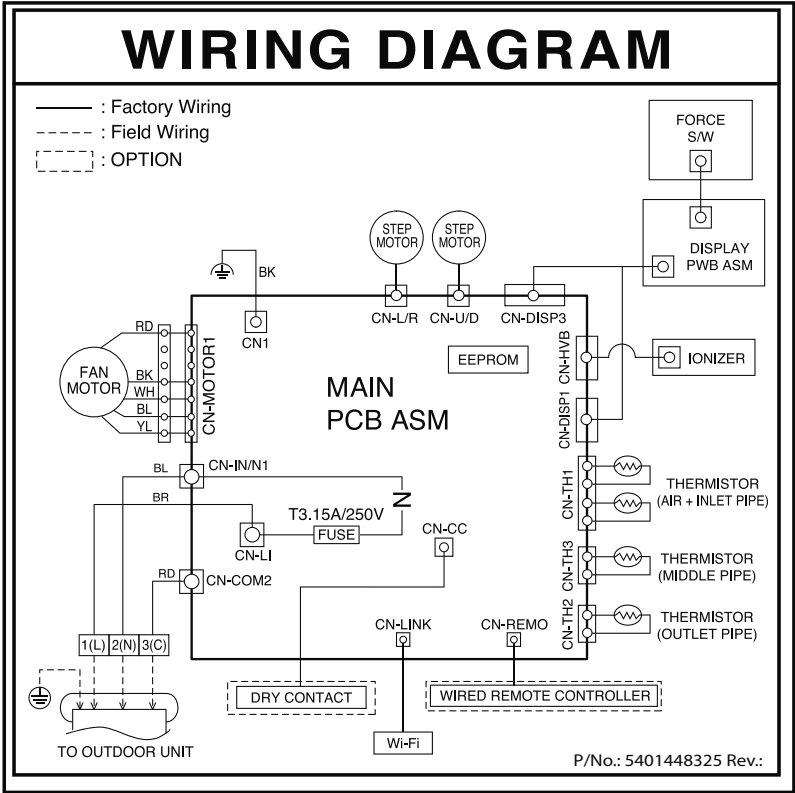 WIRING DIAGRAM
: Factory Wiring
: Field Wiring
: OPTION
FORCE
S/W
DISPLAY
PWB ASM
STEP
MOTOR
STEP
MOTOR
BK
CN1
CN-L/R
CN-U/D
CN-DISP3
CN-HVB
IONIZER
EEPROM
CN-DISP1
MAIN
PCB ASM
FAN
MOTOR
RD
BK
WH
BL
YL
CN-MOTOR1
BL
CN-IN/N1
BR
N
T3.15A/250V
FUSE
CN-LI
CN-CC
RD
CN-COM2
CN-TH1
THERMISTOR
(AIR + INLET PIPE)
CN-TH3
THERMISTOR
(MIDDLE PIPE)
CN-TH2
THERMISTOR
(OUTLET PIPE)
CN-LINK
CN-REMO
1(L)
2(N)
3(C)
DRY CONTACT
WIRED REMOTE CONTROLLER
Wi-Fi
TO OUTDOOR UNIT
P/No.: 5401448325 Rev.: